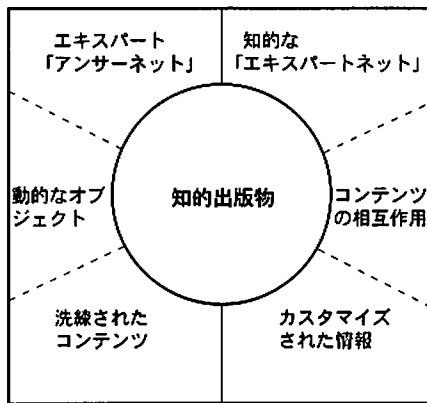 エキスパート
「アンサーネット」
知的な
「エキスパートネット」
動的なオブ
ジェクト
知的出版物
コンテンツ
の相互作用
洗練された
コンテンツ
カスタマイズ
された情報